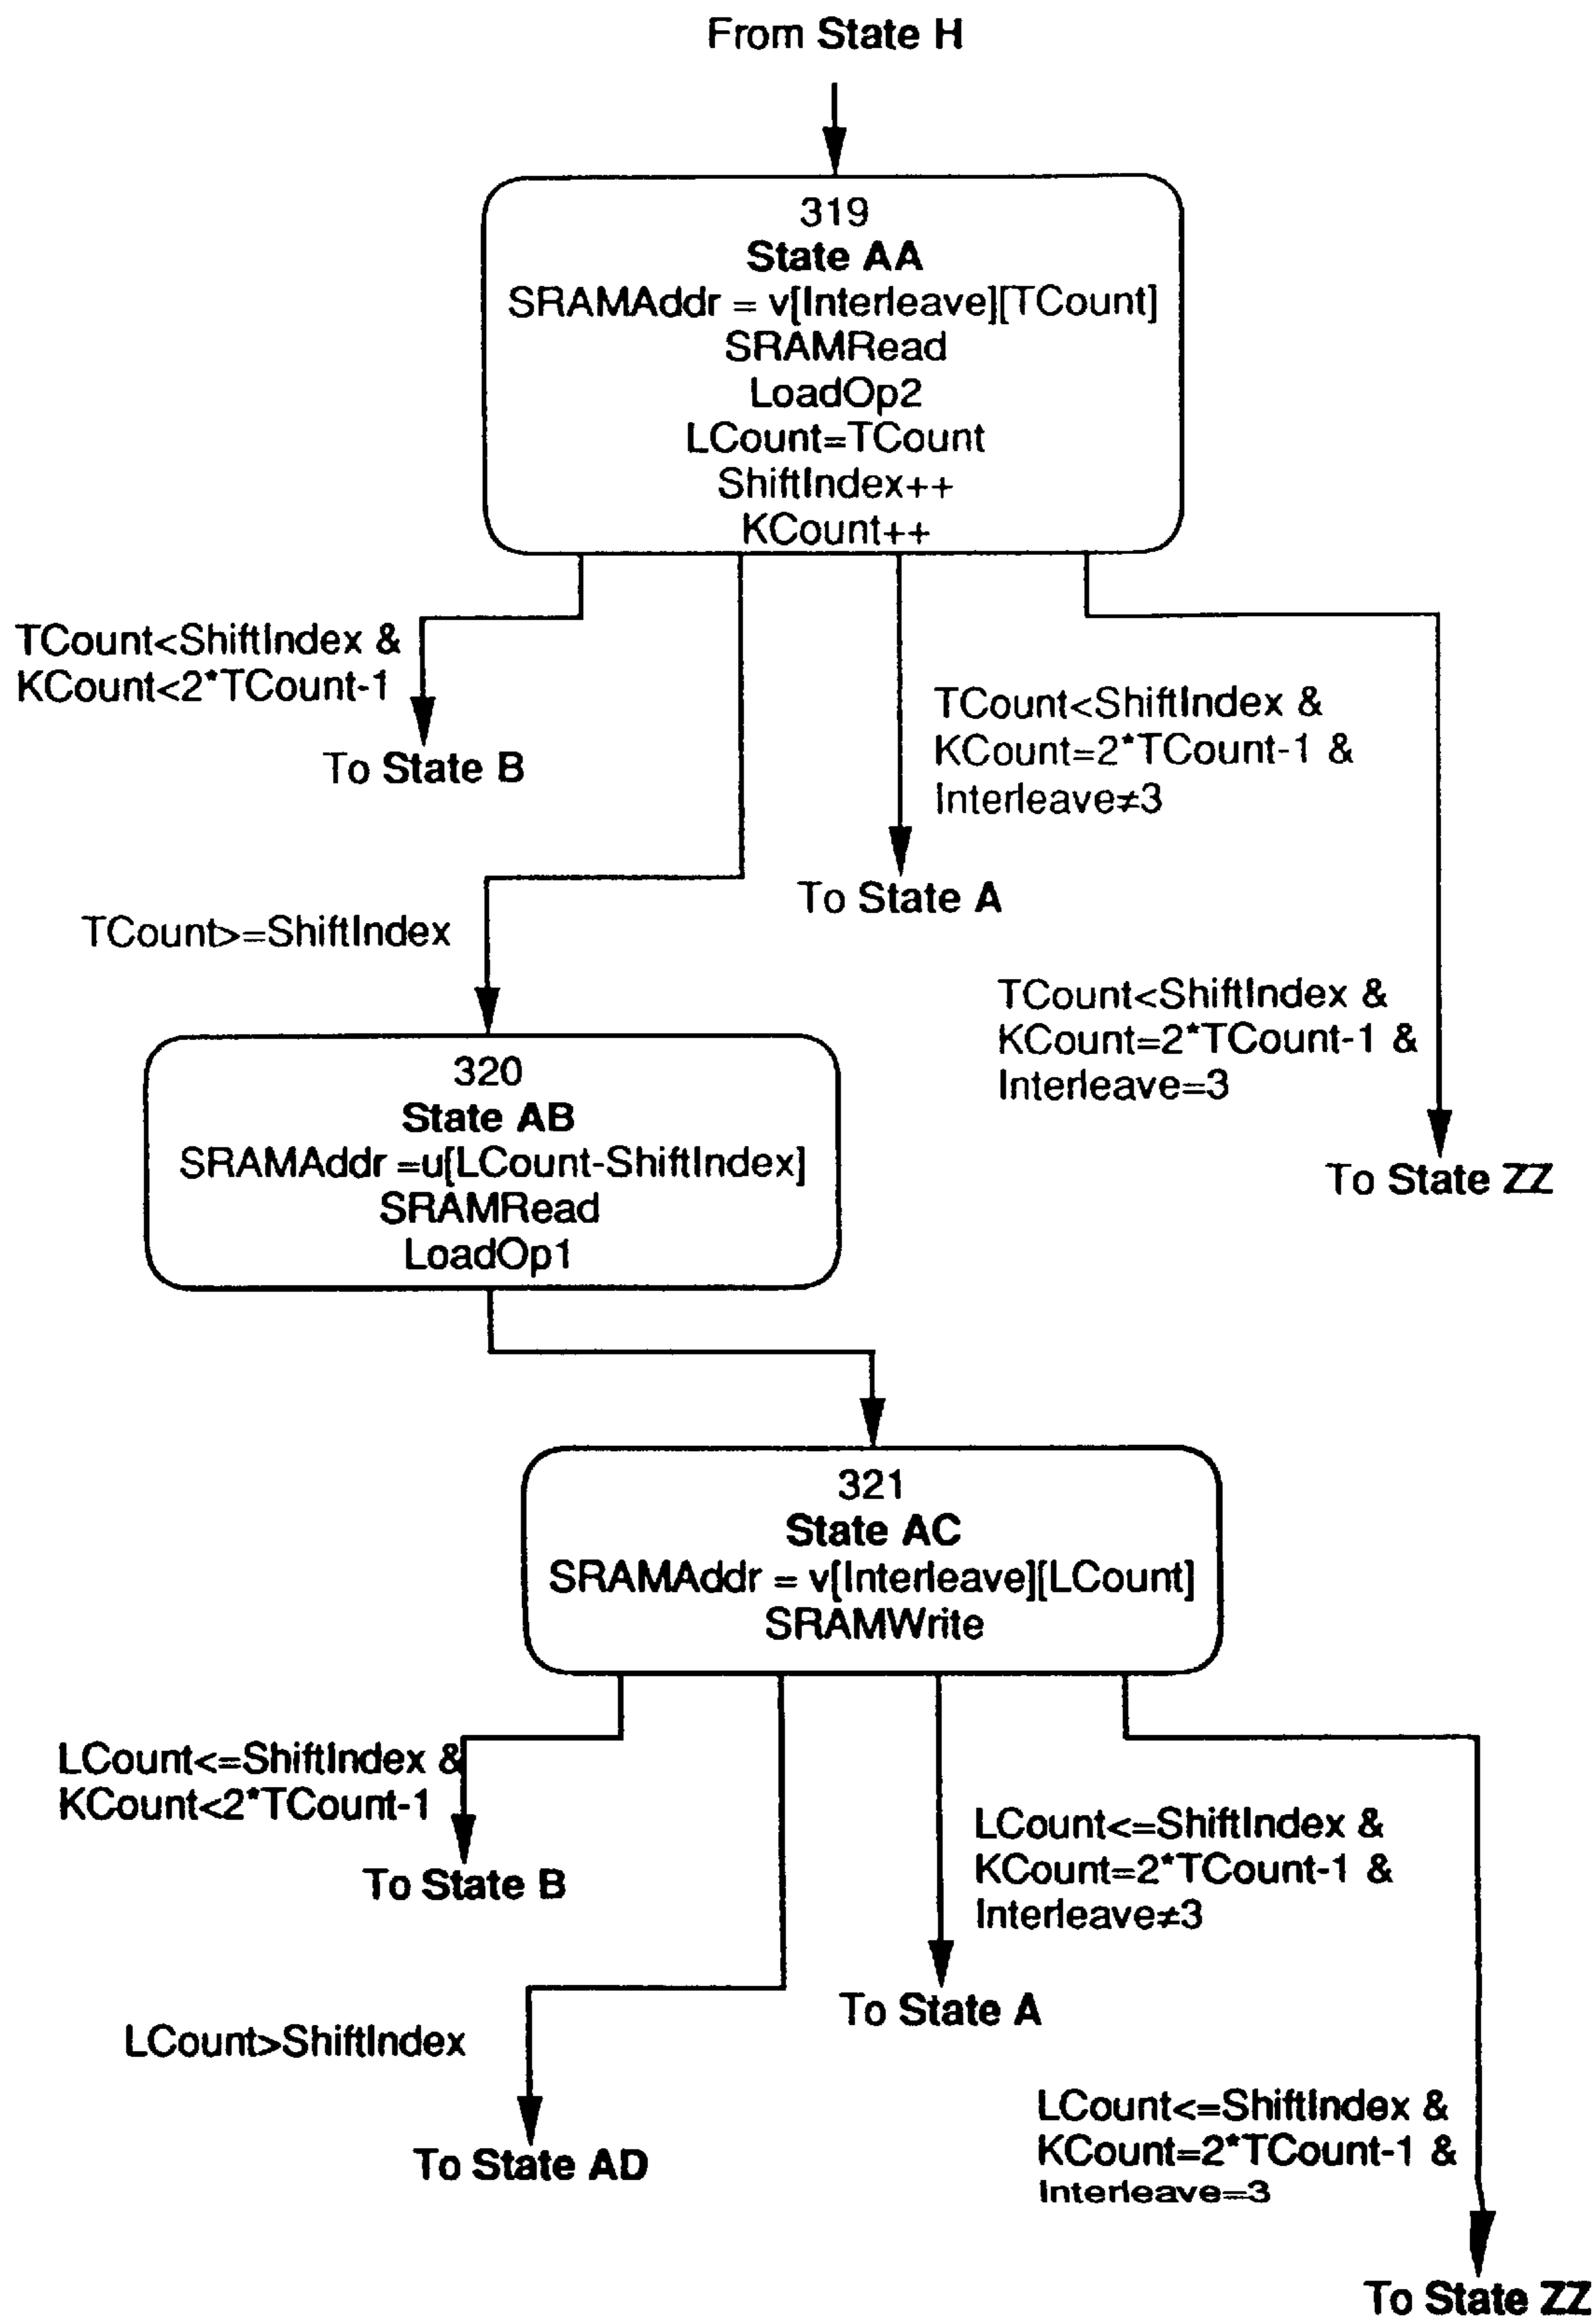 From State H
319
State AA
SRAMAddr = v[Interleave][TCount]
SRAMRead
LoadOp2
LCount=TCount
ShiftIndex++
KCount++
TCount<ShiftIndex &
KCount<2*TCount-1
To State B
TCount<ShiftIndex &
KCount=2*TCount-1 &
Interleave≠3
To State A
TCount>=ShiftIndex
TCount<ShiftIndex &
KCount=2*TCount-1 &
Interleave=3
To State ZZ
320
State AB
SRAMAddr =u[LCount-ShiftIndex]
SRAMRead
LoadOp1
321
State AC
SRAMAddr = v[Interleave][LCount]
SRAMWrite
LCount<=ShiftIndex &
KCount<2*TCount-1
To State B
LCount<=ShiftIndex &
KCount=2*TCount-1 &
Interleave≠3
To State A
LCount>ShiftIndex
To State AD
LCount<=ShiftIndex &
KCount=2*TCount-1 &
Interleave=3
To State ZZ